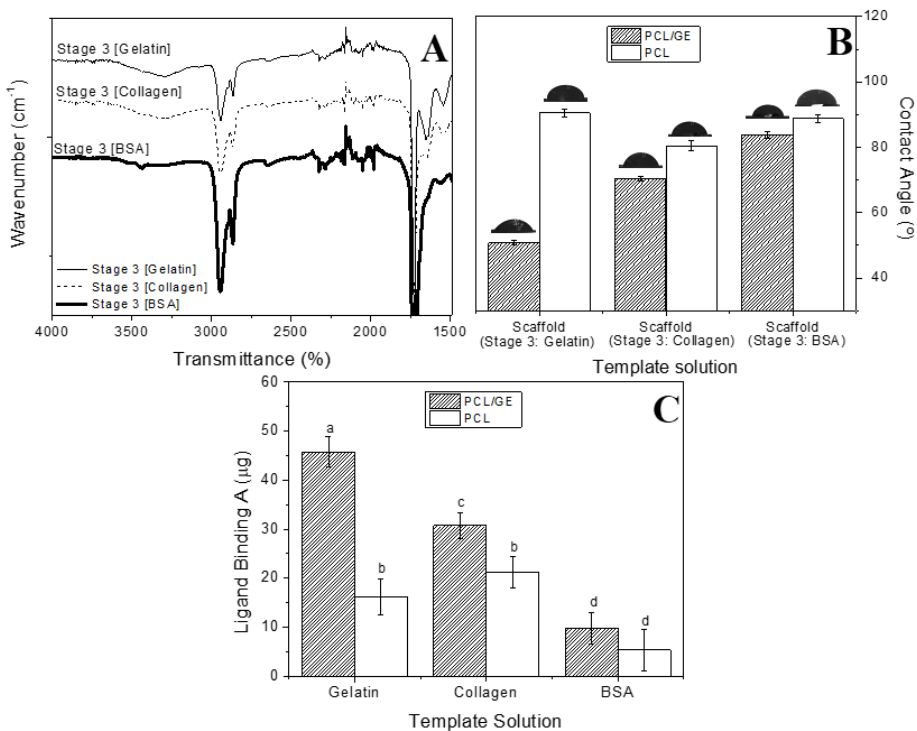 A
Stage 3 [Gelatin]
Stage 3 [Collagen]
Stage 3 [BSA]
Wavenumber (cm-1)
Stage 3 [Gelatin]
Stage 3 [Collagen]
Stage 3 [BSA]
4000 3500 3000 2500 2000 1500
Transmittance (%)
B
PCL/GE
PCL
120
100
80
60
40
Contact Angle (º)
Scaffold (Stage 3: Gelatin)
Scaffold (Stage 3: Collagen)
Scaffold (Stage 3: BSA)
Template solution
C
PCL/GE
PCL
60
50
40
30
20
10
0
Ligand Binding A (µg)
a
b
c
b
d
d
Gelatin Collagen BSA
Template Solution